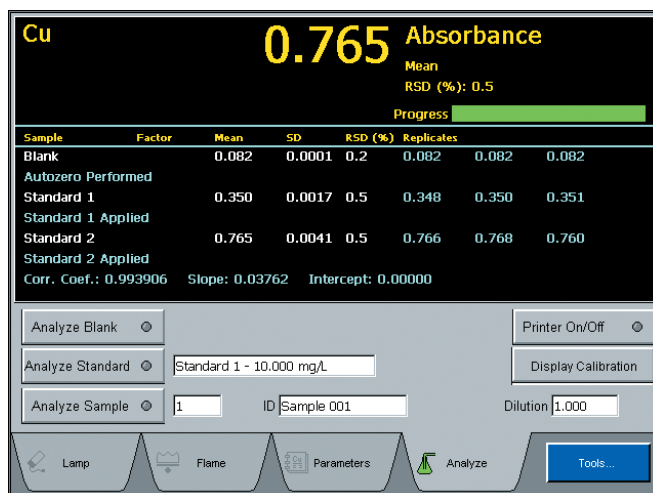 Cu 0.765 Absorbance
Mean
RSD (%): 0.5
Progress
Sample Factor Mean SD RSD (%) Replicates
Blank 0.082 0.0001 0.2 0.082 0.082 0.082
Autozero Performed
Standard 1 0.350 0.0017 0.5 0.348 0.350 0.351
Standard 1 Applied
Standard 2 0.765 0.0041 0.5 0.766 0.768 0.760
Standard 2 Applied
Corr. Coef.: 0.993906 Slope: 0.03762 Intercept: 0.00000
Analyze Blank Printer On/Off
Analyze Standard Standard 1 - 10.000 mg/L Display Calibration
Analyze Sample 1 ID Sample 001 Dilution 1.000
Lamp Flame Parameters Analyze Tools...